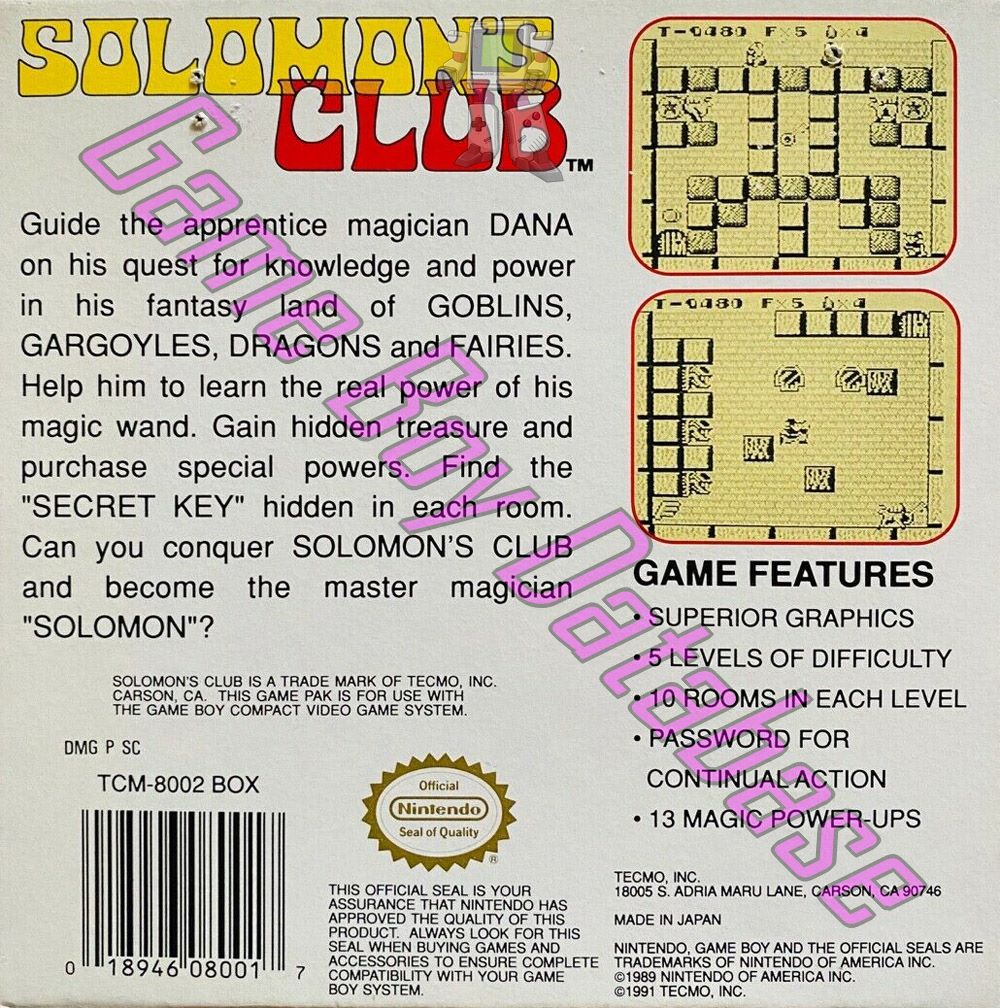 SOLOMON'S
CLUB™
Guide the apprentice magician DANA
on his quest for knowledge and power
in his fantasy land of GOBLINS,
GARGOYLES, DRAGONS and FAIRIES.
Help him to learn the real power of his
magic wand. Gain hidden treasure and
purchase special powers. Find the
"SECRET KEY" hidden in each room.
Can you conquer SOLOMON'S CLUB
and become the master magician
"SOLOMON"?
SOLOMON'S CLUB IS A TRADE MARK OF TECMO, INC.
CARSON, CA. THIS GAME PAK IS FOR USE WITH
THE GAME BOY COMPACT VIDEO GAME SYSTEM.
DMG P SC
TCM-8002 BOX
0 18946 08001 7
Official
Nintendo
Seal of Quality
®
THIS OFFICIAL SEAL IS YOUR
ASSURANCE THAT NINTENDO HAS
APPROVED THE QUALITY OF THIS
PRODUCT. ALWAYS LOOK FOR THIS
SEAL WHEN BUYING GAMES AND
ACCESSORIES TO ENSURE COMPLETE
COMPATIBILITY WITH YOUR GAME
BOY SYSTEM.
T-0480 F×5 ×4
T-0480 F×5 ×4
GAME FEATURES
• SUPERIOR GRAPHICS
• 5 LEVELS OF DIFFICULTY
• 10 ROOMS IN EACH LEVEL
• PASSWORD FOR
CONTINUAL ACTION
• 13 MAGIC POWER-UPS
TECMO, INC.
18005 S. ADRIA MARU LANE, CARSON, CA 90746
MADE IN JAPAN
NINTENDO, GAME BOY AND THE OFFICIAL SEALS ARE
TRADEMARKS OF NINTENDO OF AMERICA INC.
©1989 NINTENDO OF AMERICA INC.
©1991 TECMO, INC.
Game Boy Database